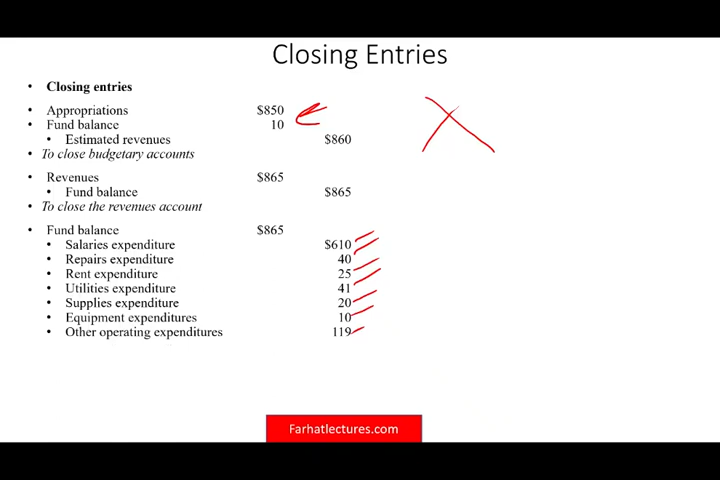 Closing Entries
• Closing entries
• Appropriations $850
• Fund balance 10
• Estimated revenues $860
• To close budgetary accounts
• Revenues $865
• Fund balance $865
• To close the revenues account
• Fund balance $865
• Salaries expenditure $610
• Repairs expenditure 40
• Rent expenditure 25
• Utilities expenditure 41
• Supplies expenditure 20
• Equipment expenditures 10
• Other operating expenditures 119
Farhatlectures.com